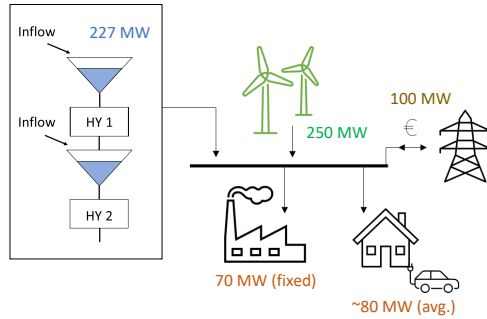 Inflow
227 MW
HY 1
Inflow
HY 2
250 MW
100 MW
€
70 MW (fixed)
~80 MW (avg.)